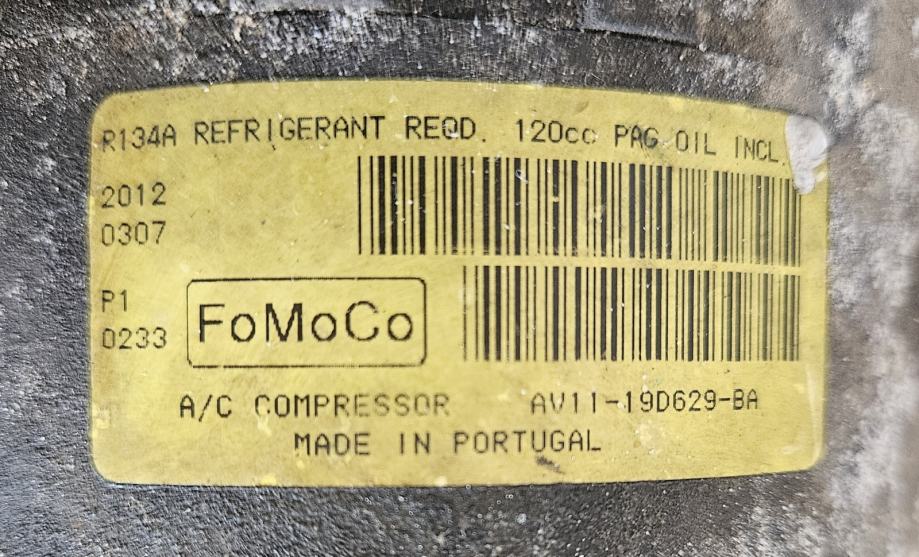 R134A REFRIGERANT REQD. 120cc PAG OIL INCL.
2012
0307
P1
0233
FoMoCo
A/C COMPRESSOR AV11-19D629-BA
MADE IN PORTUGAL